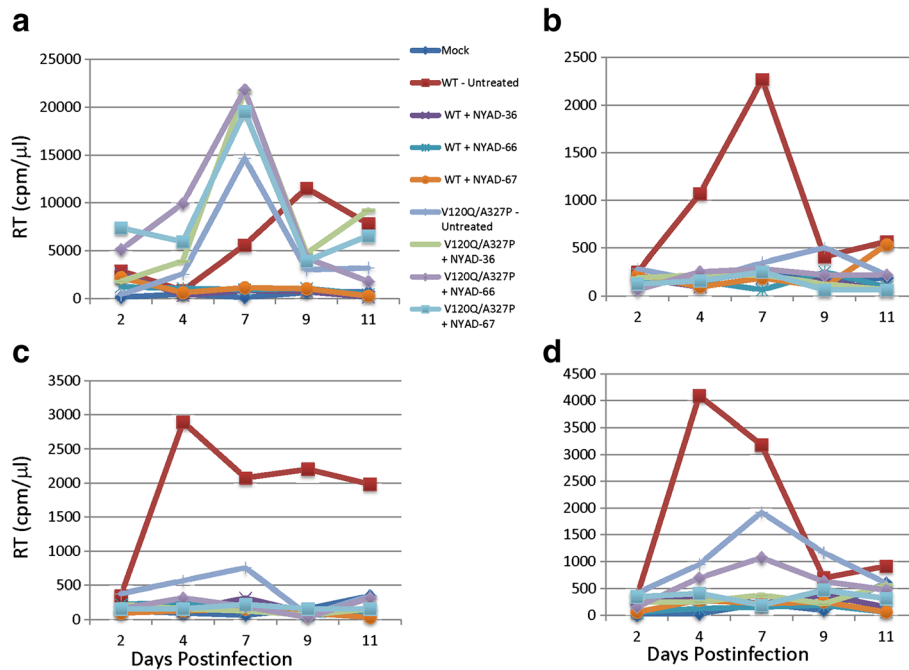 a
25000
20000
15000
10000
5000
0
RT (cpm/µl)
2 4 7 9 11
Mock
WT - Untreated
WT + NYAD-36
WT + NYAD-66
WT + NYAD-67
V120Q/A327P -
Untreated
V120Q/A327P
+ NYAD-36
V120Q/A327P
+ NYAD-66
V120Q/A327P
+ NYAD-67
b
2500
2000
1500
1000
500
0
2 4 7 9 11
c
3500
3000
2500
2000
1500
1000
500
0
RT (cpm/µl)
2 4 7 9 11
Days Postinfection
d
4500
4000
3500
3000
2500
2000
1500
1000
500
0
2 4 7 9 11
Days Postinfection